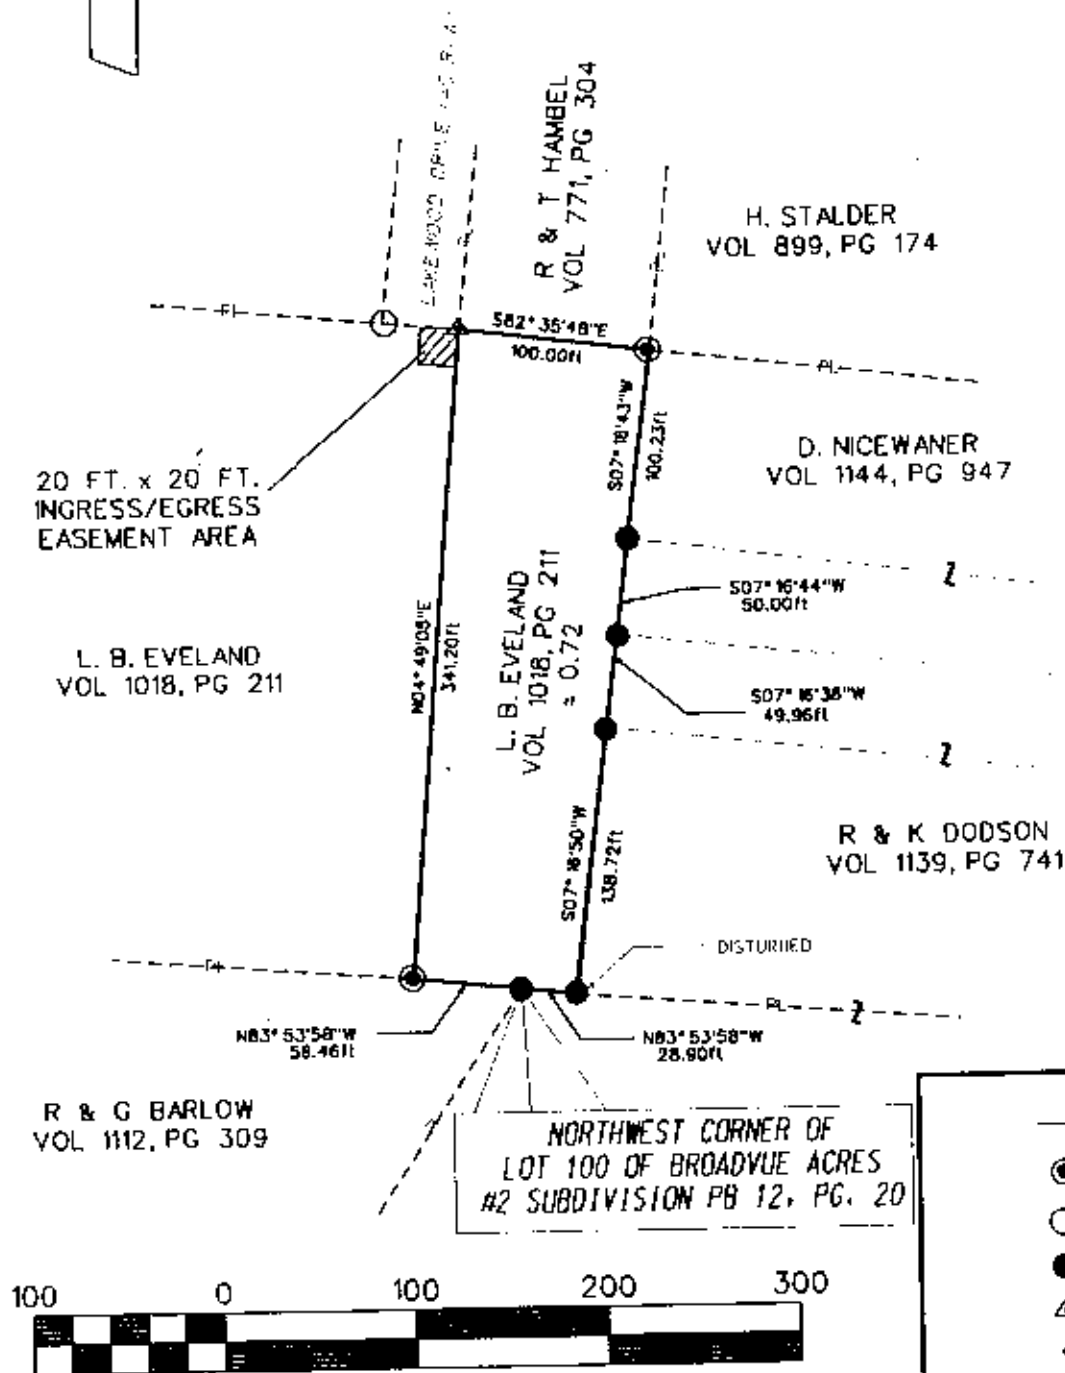 R & T HAMBEL
VOL 771, PG 304
H. STALDER
VOL 899, PG 174
PL
S82° 35'48"E
100.00ft
PL
S07° 18'43"W
100.23ft
D. NICEWANER
VOL 1144, PG 947
20 FT. x 20 FT.
INGRESS/EGRESS
EASEMENT AREA
S07° 16'44"W
50.00ft
L. B. EVELAND
VOL 1018, PG 211
N04° 49'05"E
341.20ft
L. B. EVELAND
VOL 1018, PG 211
± 0.72
S07° 16'38"W
49.96ft
S07° 16'50"W
138.72ft
R & K DODSON
VOL 1139, PG 741
DISTURBED
PL
N83° 53'58"W
58.46ft
N83° 53'58"W
28.90ft
R & G BARLOW
VOL 1112, PG 309
NORTHWEST CORNER OF
LOT 100 OF BROADVUE ACRES
#2 SUBDIVISION PB 12, PG. 20
100 0 100 200 300